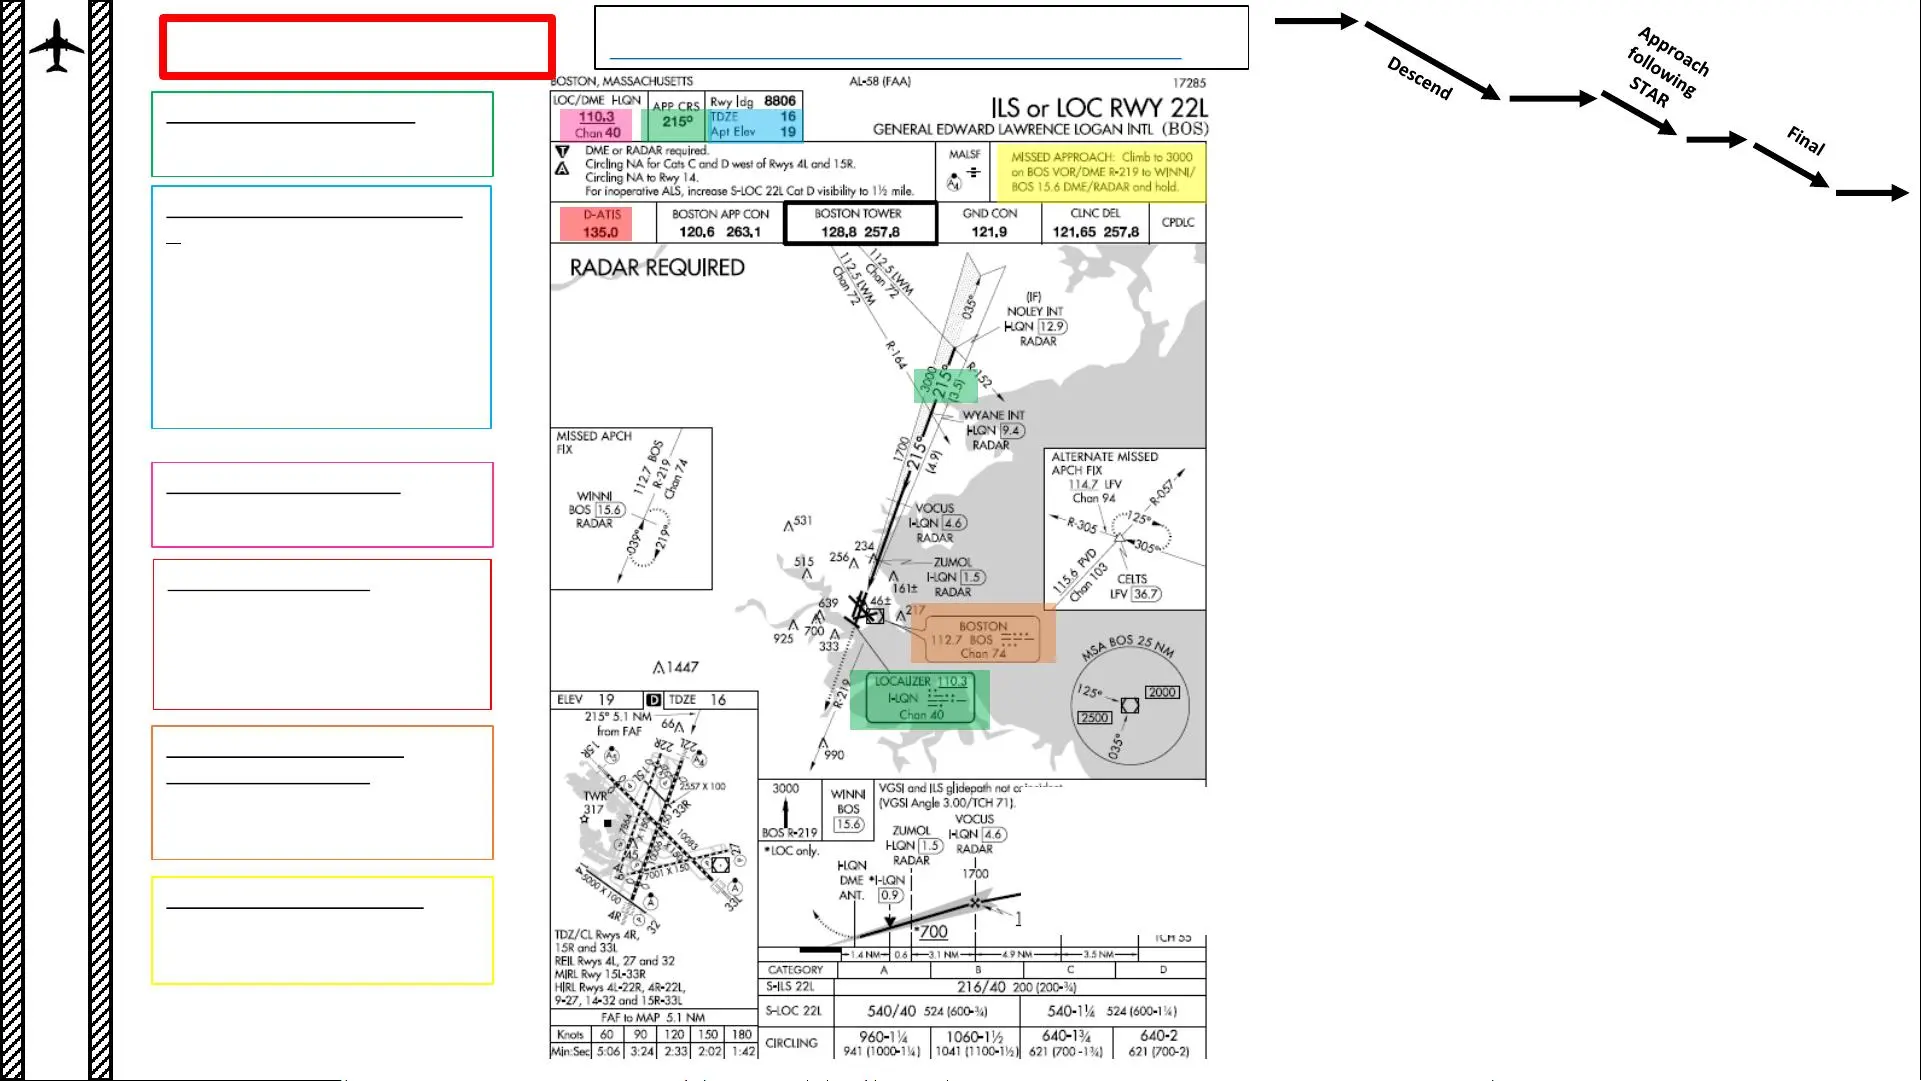 BOSTON, MASSACHUSETTS
AL-58 (FAA)
17285
LOC/DME I-LQN
110.3
Chan 40
APP CRS
215°
Rwy ldg 8806
TDZE 16
Apt Elev 19
ILS or LOC RWY 22L
GENERAL EDWARD LAWRENCE LOGAN INTL (BOS)
T
A
DME or RADAR required.
Circling NA for Cats C and D west of Rwys 4L and 15R.
Circling NA to Rwy 14.
For inoperative ALS, increase S-LOC 22L Cat D visibility to 1½ mile.
MALSF
A4
MISSED APPROACH: Climb to 3000
on BOS VOR/DME R-219 to WINNI/
BOS 15.6 DME/RADAR and hold.
D-ATIS
135.0
BOSTON APP CON
120.6 263.1
BOSTON TOWER
128.8 257.8
GND CON
121.9
CLNC DEL
121.65 257.8
CPDLC
Descend
Approach
following
STAR
Final
RADAR REQUIRED
112.5 LWM
Chan 72
112.5 LWM
Chan 72
035°
(IF)
NOLEY INT
I-LQN 12.9
RADAR
R-164
R-152
3000
215°
(3.5)
WYANE INT
I-LQN 9.4
RADAR
1700
215°
(4.9)
MISSED APCH
FIX
112.7 BOS
R-219
Chan 74
WINNI
BOS 15.6
RADAR
039°
219°
ALTERNATE MISSED
APCH FIX
114.7 LFV
Chan 94
R-057
R-305
125°
305°
115.6 PVD
Chan 103
CELTS
LFV 36.7
VOCUS
I-LQN 4.6
RADAR
531
515
256
234
ZUMOL
I-LQN 1.5
RADAR
161±
46±
217
639
700
925
333
1447
990
BOSTON
112.7 BOS
Chan 74
LOCALIZER 110.3
I-LQN
Chan 40
R-219
MSA BOS 25 NM
125°
2000
2500
035°
ELEV 19
D
TDZE 16
215° 5.1 NM
from FAF
66
15R
22R
22L
A5
A4
15L
2557 X 100
33R
TWR
317
7864
10083
27
7001 X 150
14
5000 X 100
4L
4R
32
33L
A
A
TDZ/CL Rwys 4R,
15R and 33L
REIL Rwys 4L, 27 and 32
MIRL Rwy 15L-33R
HIRL Rwys 4L-22R, 4R-22L,
9-27, 14-32 and 15R-33L
FAF to MAP 5.1 NM
Knots 60 90 120 150 180
Min:Sec 5:06 3:24 2:33 2:02 1:42
3000
BOS R-219
WINNI
BOS
15.6
VGSI and ILS glidepath not
(VGSI Angle 3.00/TCH 71).
*LOC only.
VOCUS
I-LQN 4.6
RADAR
ZUMOL
I-LQN 1.5
RADAR
I-LQN
DME
ANT.
*I-LQN
0.9
1700
1
*700
TCH 55
1.4 NM 0.6 3.1 NM 4.9 NM 3.5 NM
CATEGORY A B C D
S-ILS 22L 216/40 200 (200-¾)
S-LOC 22L 540/40 524 (600-¾) 540-1¼ 524 (600-1¼)
CIRCLING
960-1¼
941 (1000-1¼)
1060-1½
1041 (1100-1½)
640-1¾
621 (700-1¾)
640-2
621 (700-2)